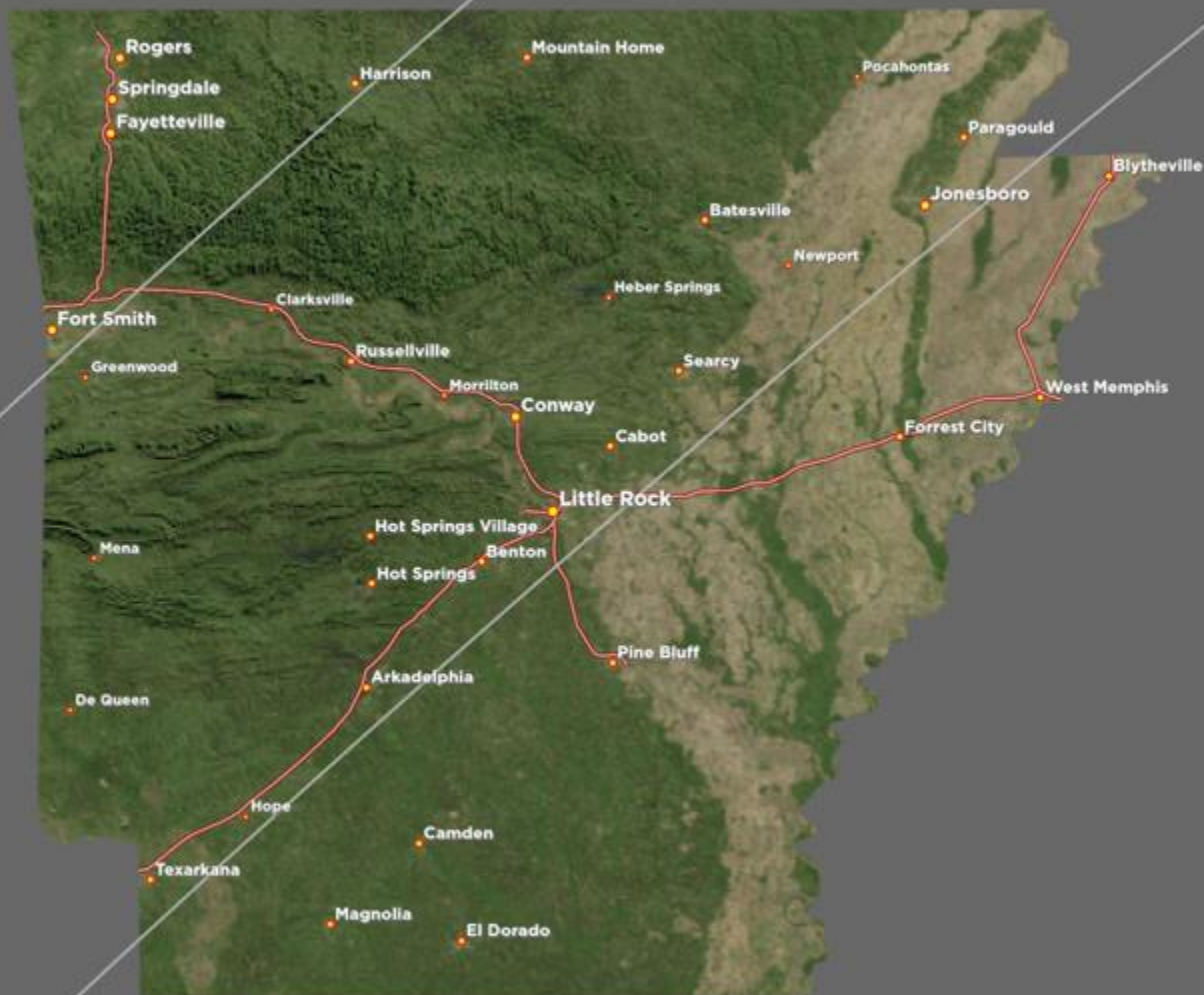 Rogers
Mountain Home
Harrison
Pocahontas
Springdale
Fayetteville
Paragould
Blytheville
Jonesboro
Batesville
Newport
Heber Springs
Clarksville
Fort Smith
Russellville
Searcy
Greenwood
Morrilton
West Memphis
Conway
Forrest City
Cabot
Little Rock
Hot Springs Village
Mena
Benton
Hot Springs
Pine Bluff
Arkadelphia
De Queen
Hope
Camden
Texarkana
Magnolia
El Dorado